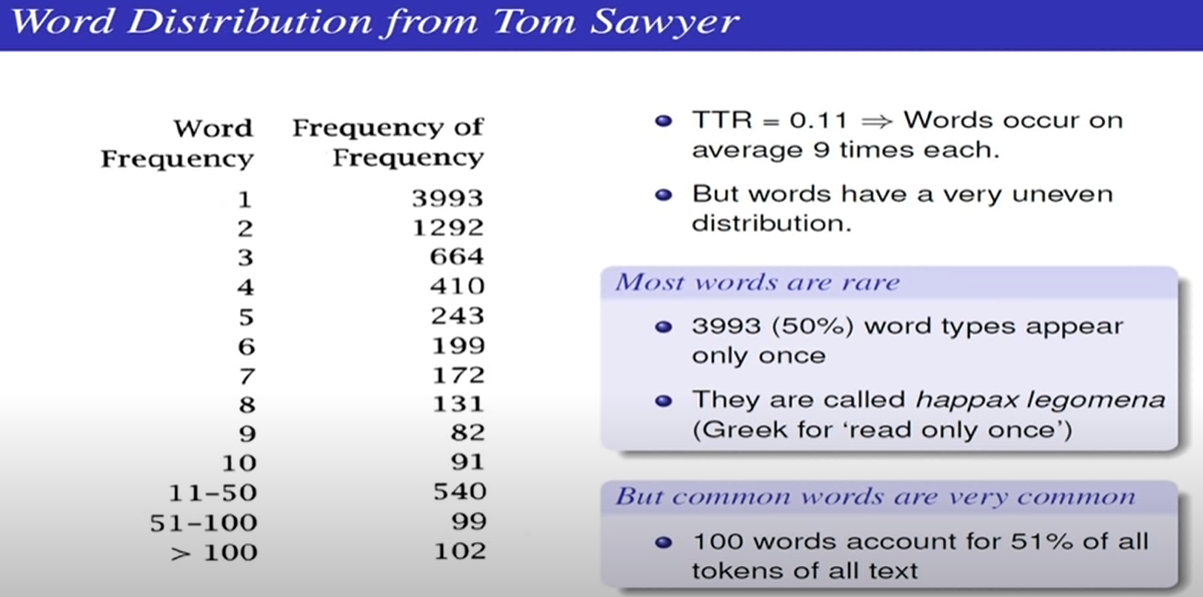 Word Distribution from Tom Sawyer
Word Frequency of
Frequency Frequency
1 3993
2 1292
3 664
4 410
5 243
6 199
7 172
8 131
9 82
10 91
11–50 540
51–100 99
> 100 102
TTR = 0.11 ⇒ Words occur on
average 9 times each.
But words have a very uneven
distribution.
Most words are rare
3993 (50%) word types appear
only once
They are called happax legomena
(Greek for ‘read only once’)
But common words are very common
100 words account for 51% of all
tokens of all text